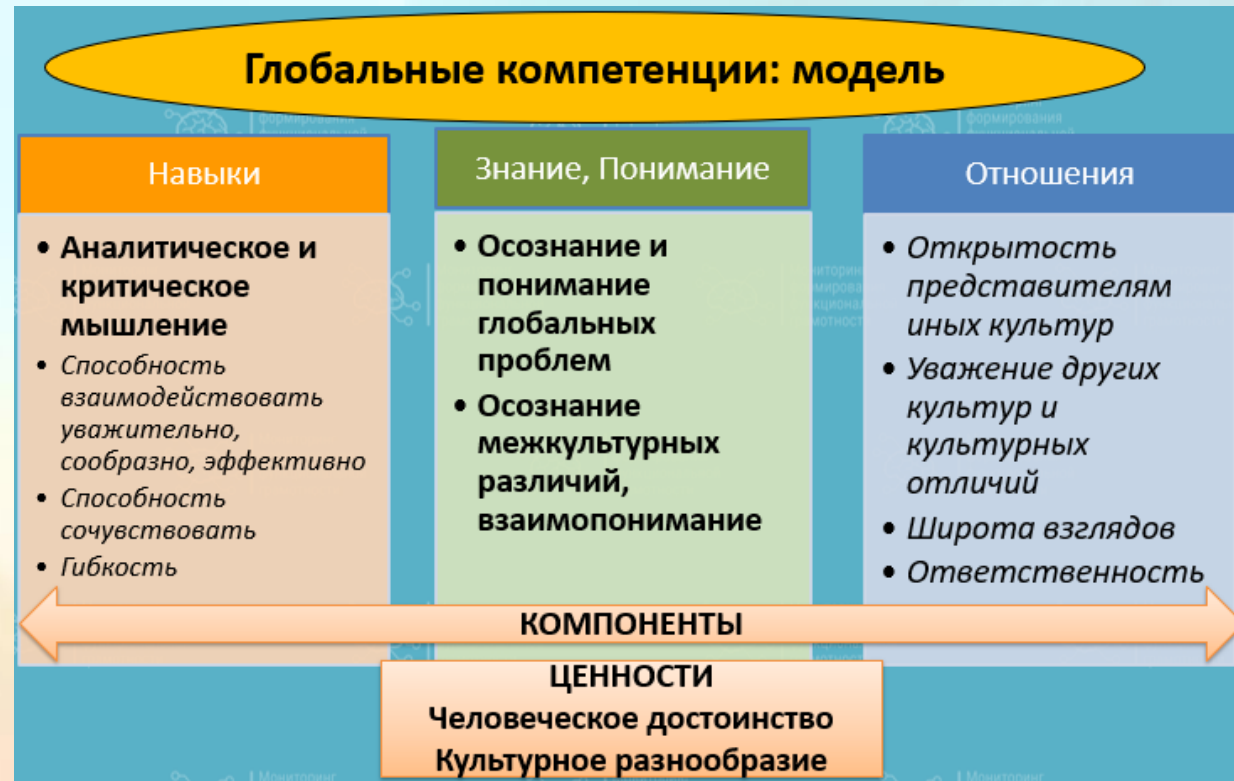 Глобальные компетенции: модель
Навыки
• Аналитическое и
критическое
мышление
• Способность
взаимодействовать
уважительно,
сообразно, эффективно
• Способность
сочувствовать
• Гибкость
Знание, Понимание
• Осознание и
понимание
глобальных
проблем
• Осознание
межкультурных
различий,
взаимопонимание
Отношения
• Открытость
представителям
иных культур
• Уважение других
культур и
культурных
отличий
• Широта взглядов
• Ответственность
КОМПОНЕНТЫ
ЦЕННОСТИ
Человеческое достоинство
Культурное разнообразие